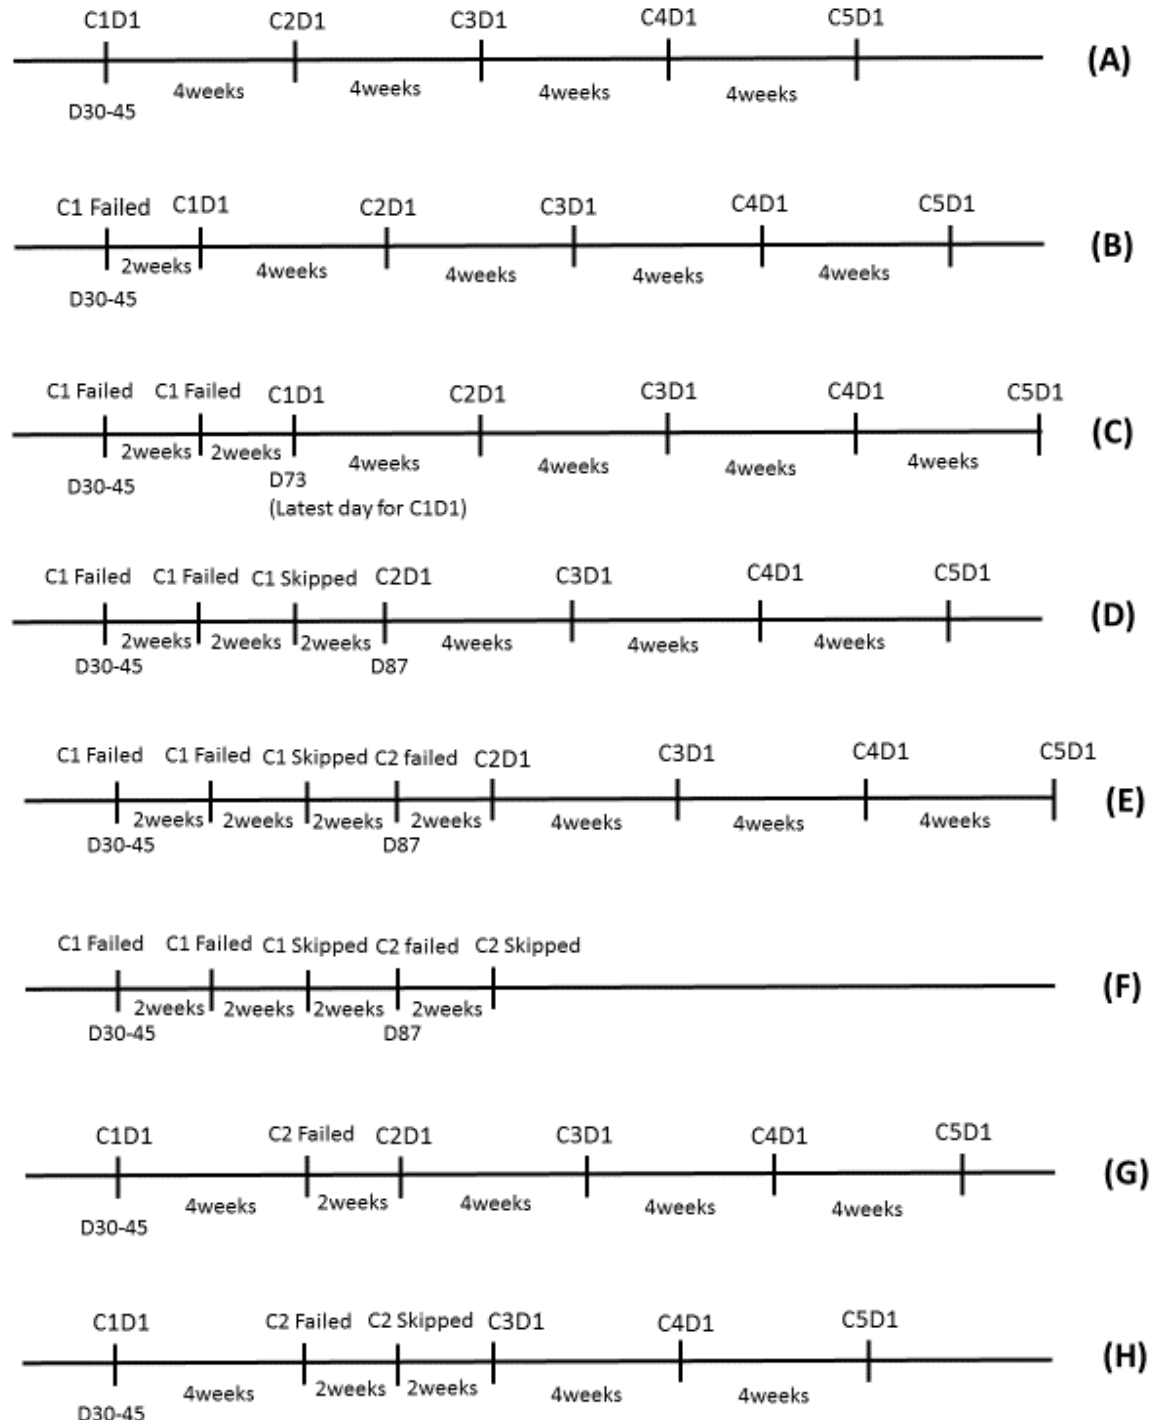 C1D1 C2D1 C3D1 C4D1 C5D1
(A)
4weeks 4weeks 4weeks 4weeks
D30-45
C1 Failed C1D1 C2D1 C3D1 C4D1 C5D1
(B)
2weeks 4weeks 4weeks 4weeks 4weeks
D30-45
C1 Failed C1 Failed C1D1 C2D1 C3D1 C4D1 C5D1
(C)
2weeks 2weeks 4weeks 4weeks 4weeks 4weeks
D30-45 D73
(Latest day for C1D1)
C1 Failed C1 Failed C1 Skipped C2D1 C3D1 C4D1 C5D1
(D)
2weeks 2weeks 2weeks 4weeks 4weeks 4weeks
D30-45 D87
C1 Failed C1 Failed C1 Skipped C2 failed C2D1 C3D1 C4D1 C5D1
(E)
2weeks 2weeks 2weeks 2weeks 4weeks 4weeks 4weeks
D30-45 D87
C1 Failed C1 Failed C1 Skipped C2 failed C2 Skipped
(F)
2weeks 2weeks 2weeks 2weeks
D30-45 D87
C1D1 C2 Failed C2D1 C3D1 C4D1 C5D1
(G)
4weeks 2weeks 4weeks 4weeks 4weeks
D30-45
C1D1 C2 Failed C2 Skipped C3D1 C4D1 C5D1
(H)
4weeks 2weeks 2weeks 4weeks 4weeks
D30-45